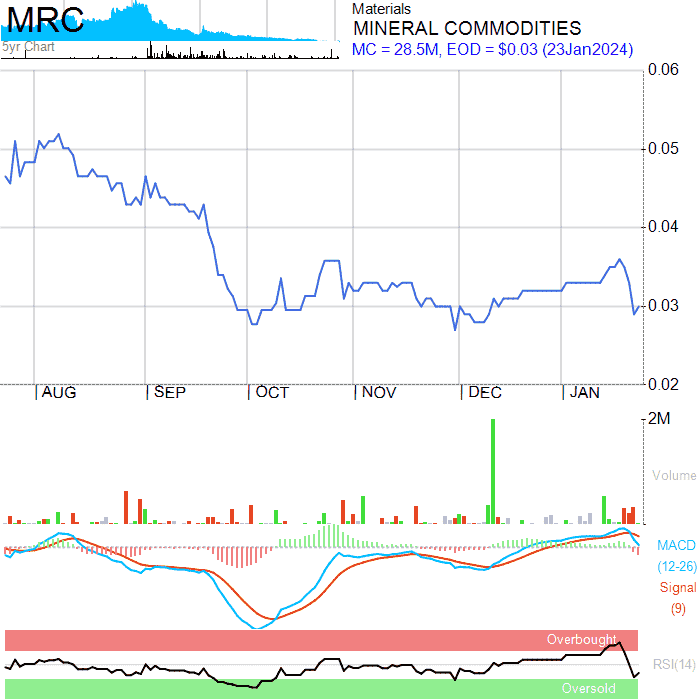 MRC
5yr Chart
Materials
MINERAL COMMODITIES
MC = 28.5M, EOD = $0.03 (23Jan2024)
0.06
0.05
0.04
0.03
0.02
AUG SEP OCT NOV DEC JAN
2M
Volume
MACD
(12-26)
Signal
(9)
Overbought
RSI(14)
Oversold